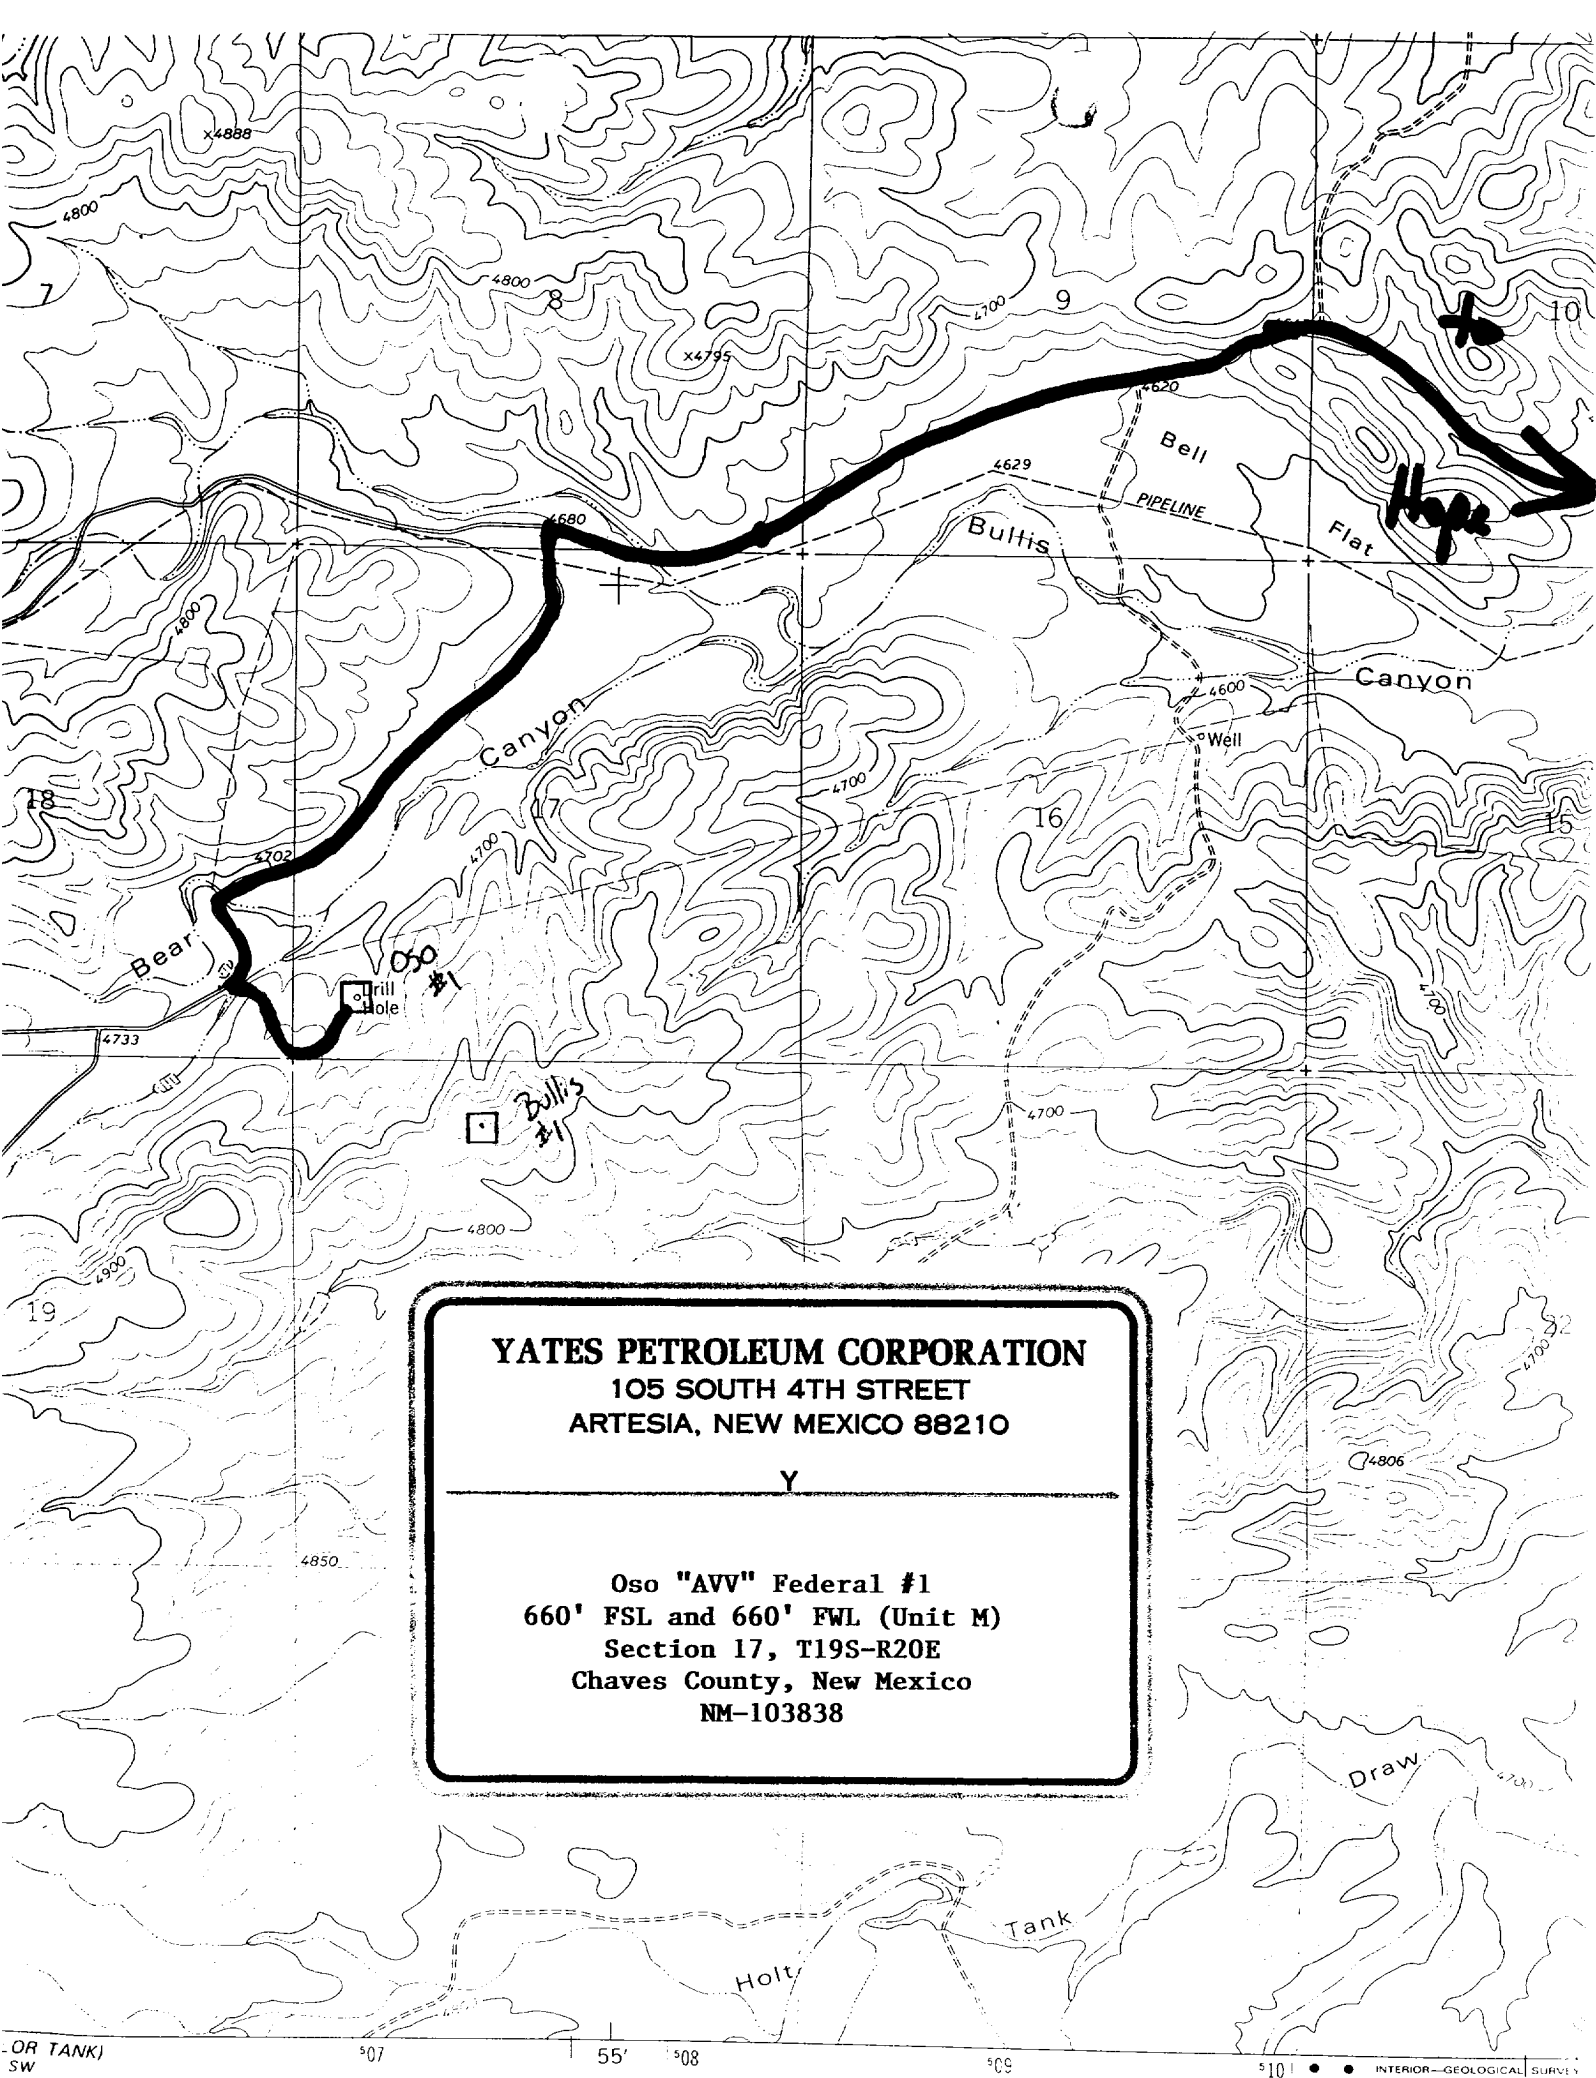 x4888
4800
7
4800
8
4700
9
10
to
x4795
4620
Bell
4629
PIPELINE
Hope
4680
Bullis
Flat
4800
Canyon
4600
Canyon
Well
18
4700
17
16
15
4700
4702
Bear
Oso
#1
Drill
Hole
4700
4733
Bullis
#1
4700
4800
4900
19
4700
YATES PETROLEUM CORPORATION
105 SOUTH 4TH STREET
ARTESIA, NEW MEXICO 88210
Y
4806
4850
Oso "AVV" Federal #1
660' FSL and 660' FWL (Unit M)
Section 17, T19S-R20E
Chaves County, New Mexico
NM-103838
Draw
4700
Tank
Holt
OR TANK)
SW
507
55'
508
509
510
INTERIOR—GEOLOGICAL SURVEY